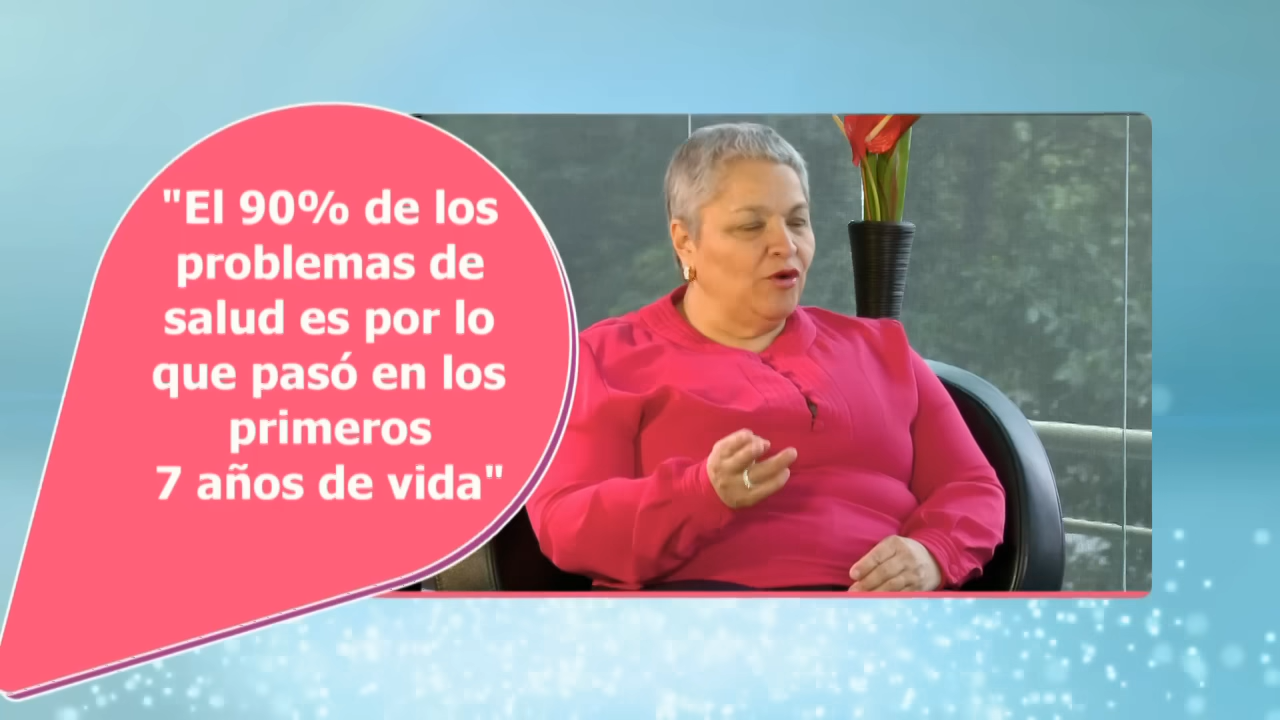 "El 90% de los
problemas de
salud es por lo
que pasó en los
primeros
7 años de vida"